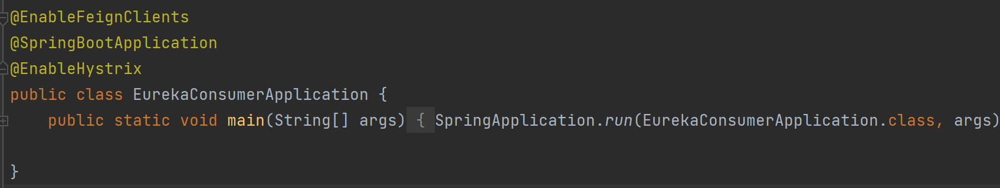 @EnableFeignClients
@SpringBootApplication
@EnableHystrix
public class EurekaConsumerApplication {
    public static void main(String[] args) { SpringApplication.run(EurekaConsumerApplication.class, args)
}